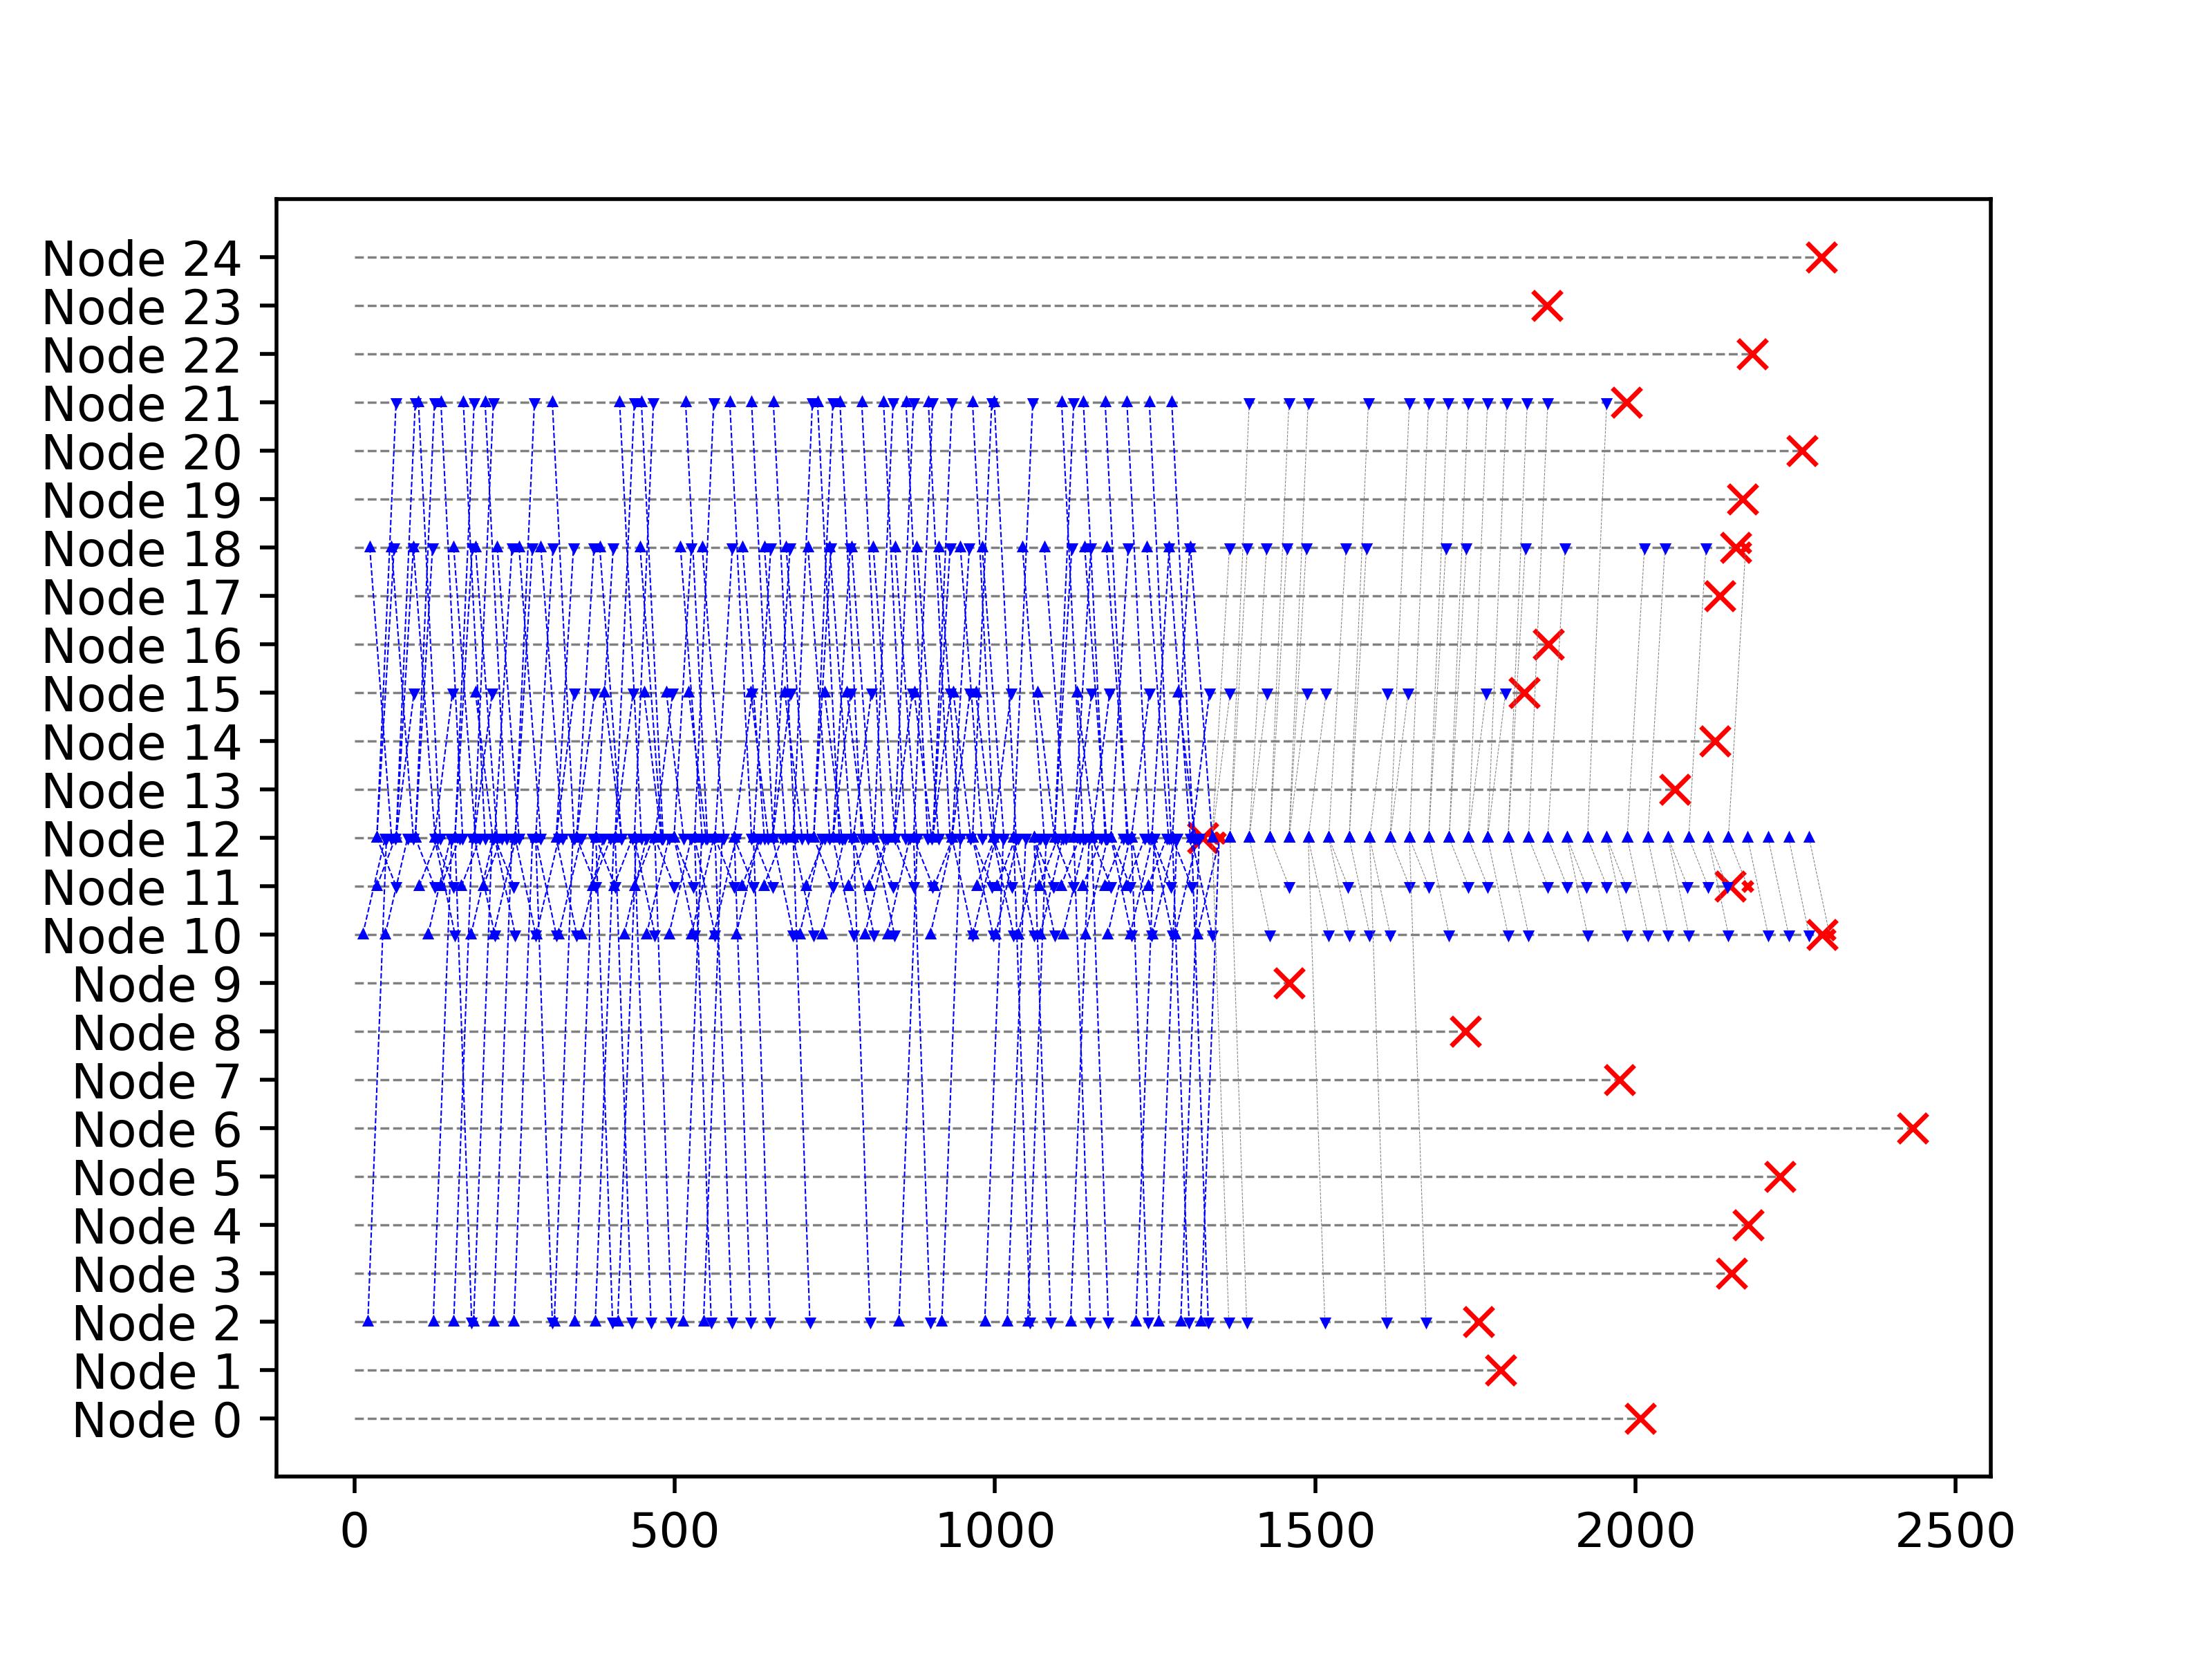 Node 24
Node 23
Node 22
Node 21
Node 20
Node 19
Node 18
Node 17
Node 16
Node 15
Node 14
Node 13
Node 12
Node 11
Node 10
Node 9
Node 8
Node 7
Node 6
Node 5
Node 4
Node 3
Node 2
Node 1
Node 0
0 500 1000 1500 2000 2500